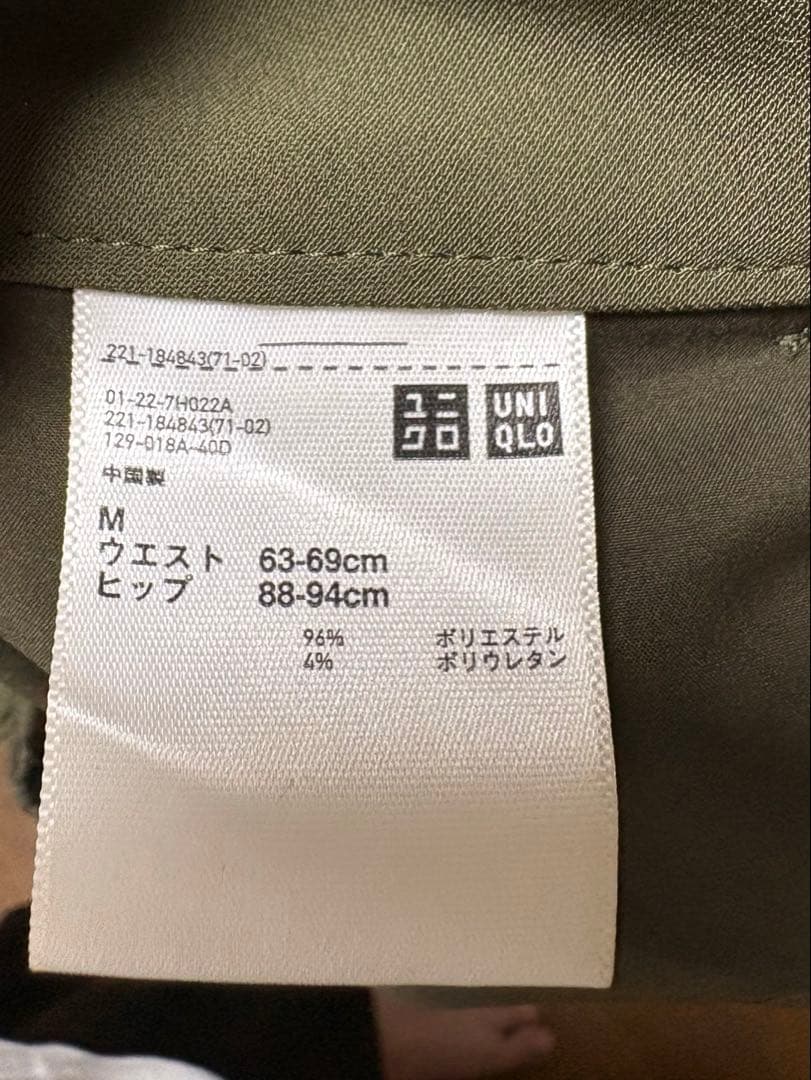 221-184843(71-02)
01-22-7H022A
221-184843(71-02)
129-018A-40D
ユニクロ
UNIQLO
中国製
M
ウエスト 63-69cm
ヒップ 88-94cm
96% ポリエステル
4% ポリウレタン